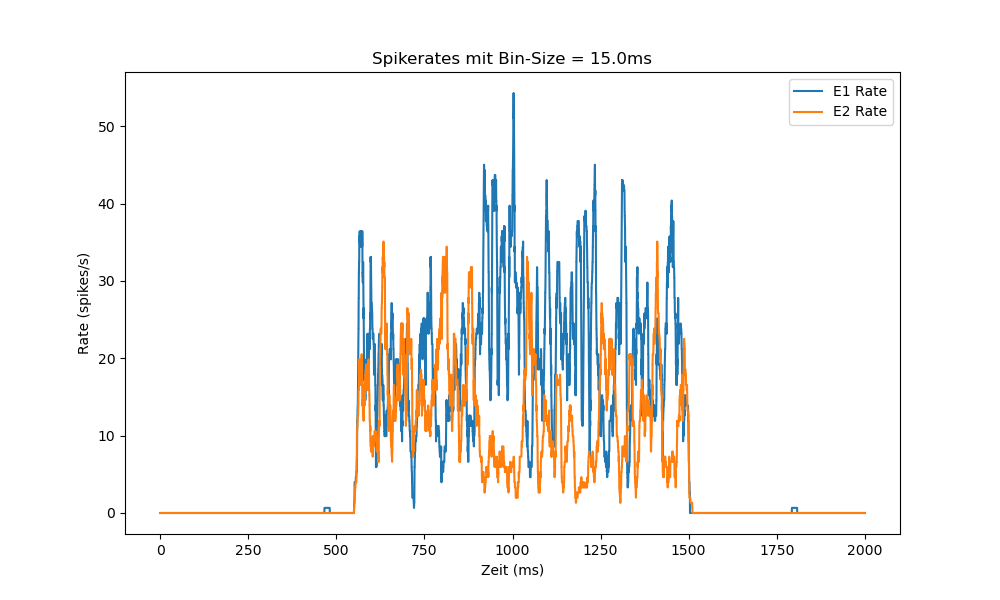 Spikerates mit Bin-Size = 15.0ms
E1 Rate
E2 Rate
Rate (spikes/s)
50
40
30
20
10
0
0 250 500 750 1000 1250 1500 1750 2000
Zeit (ms)